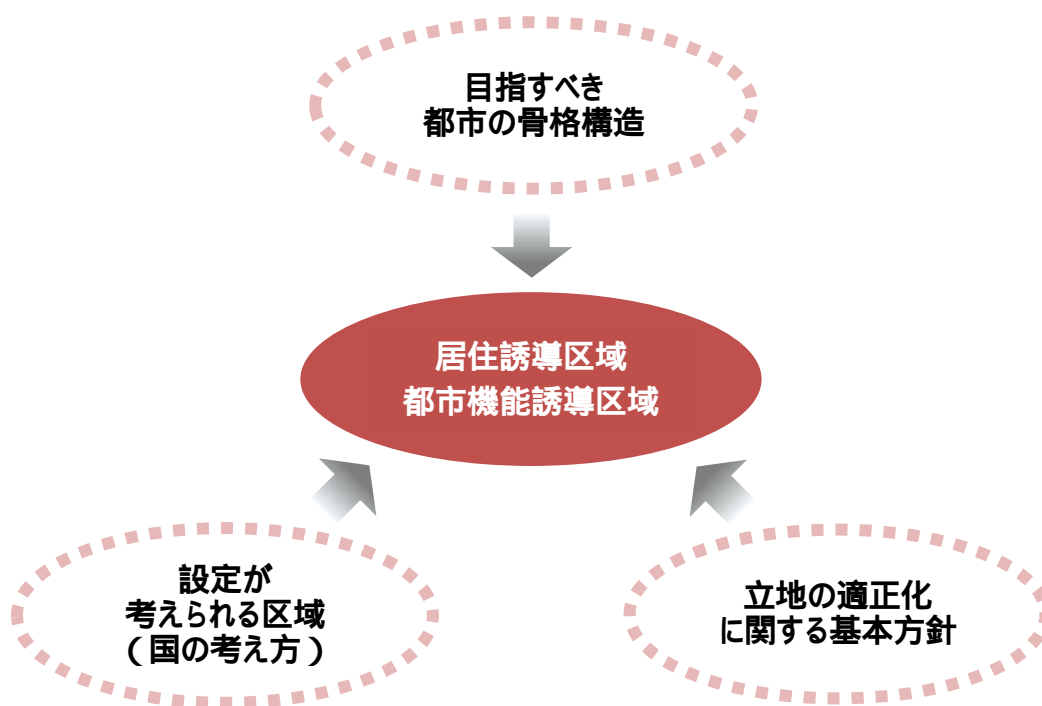 目指すべき
都市の骨格構造
居住誘導区域
都市機能誘導区域
設定が
考えられる区域
（国の考え方）
立地の適正化
に関する基本方針